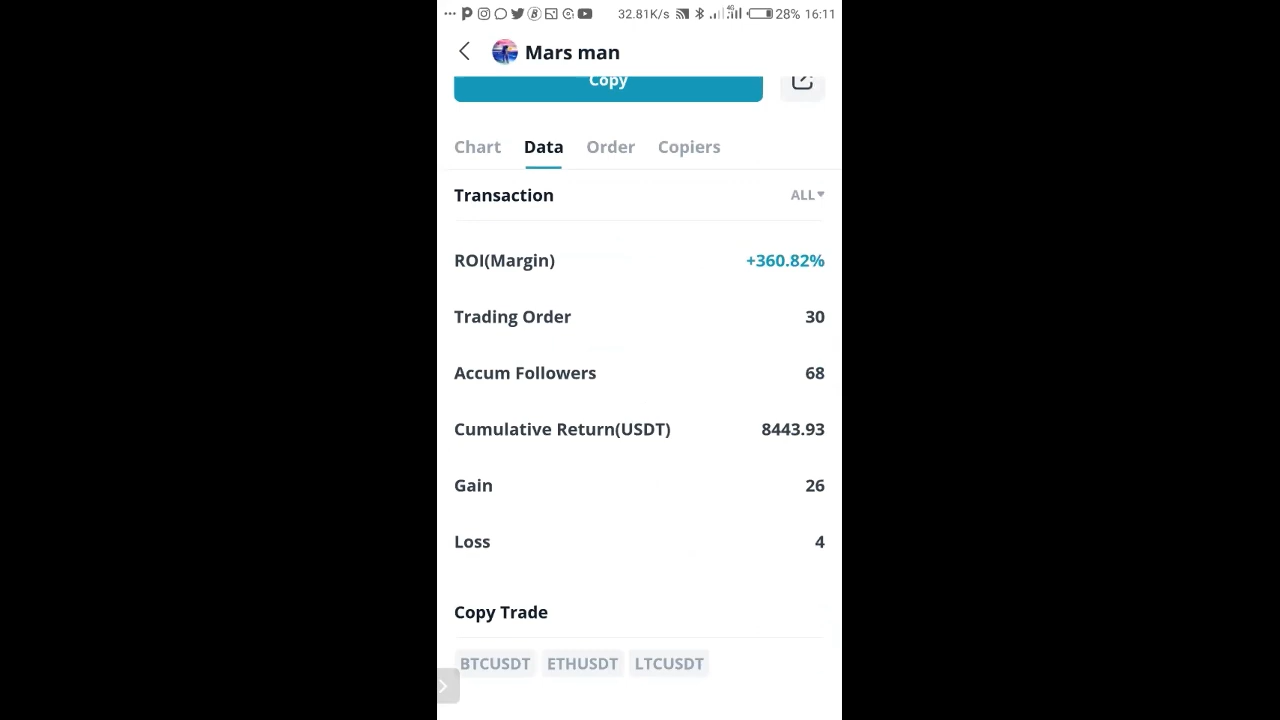 32.81K/s 4G 28% 16:11
Mars man
Copy
Chart Data Order Copiers
Transaction ALL
ROI(Margin) +360.82%
Trading Order 30
Accum Followers 68
Cumulative Return(USDT) 8443.93
Gain 26
Loss 4
Copy Trade
BTCUSDT ETHUSDT LTCUSDT